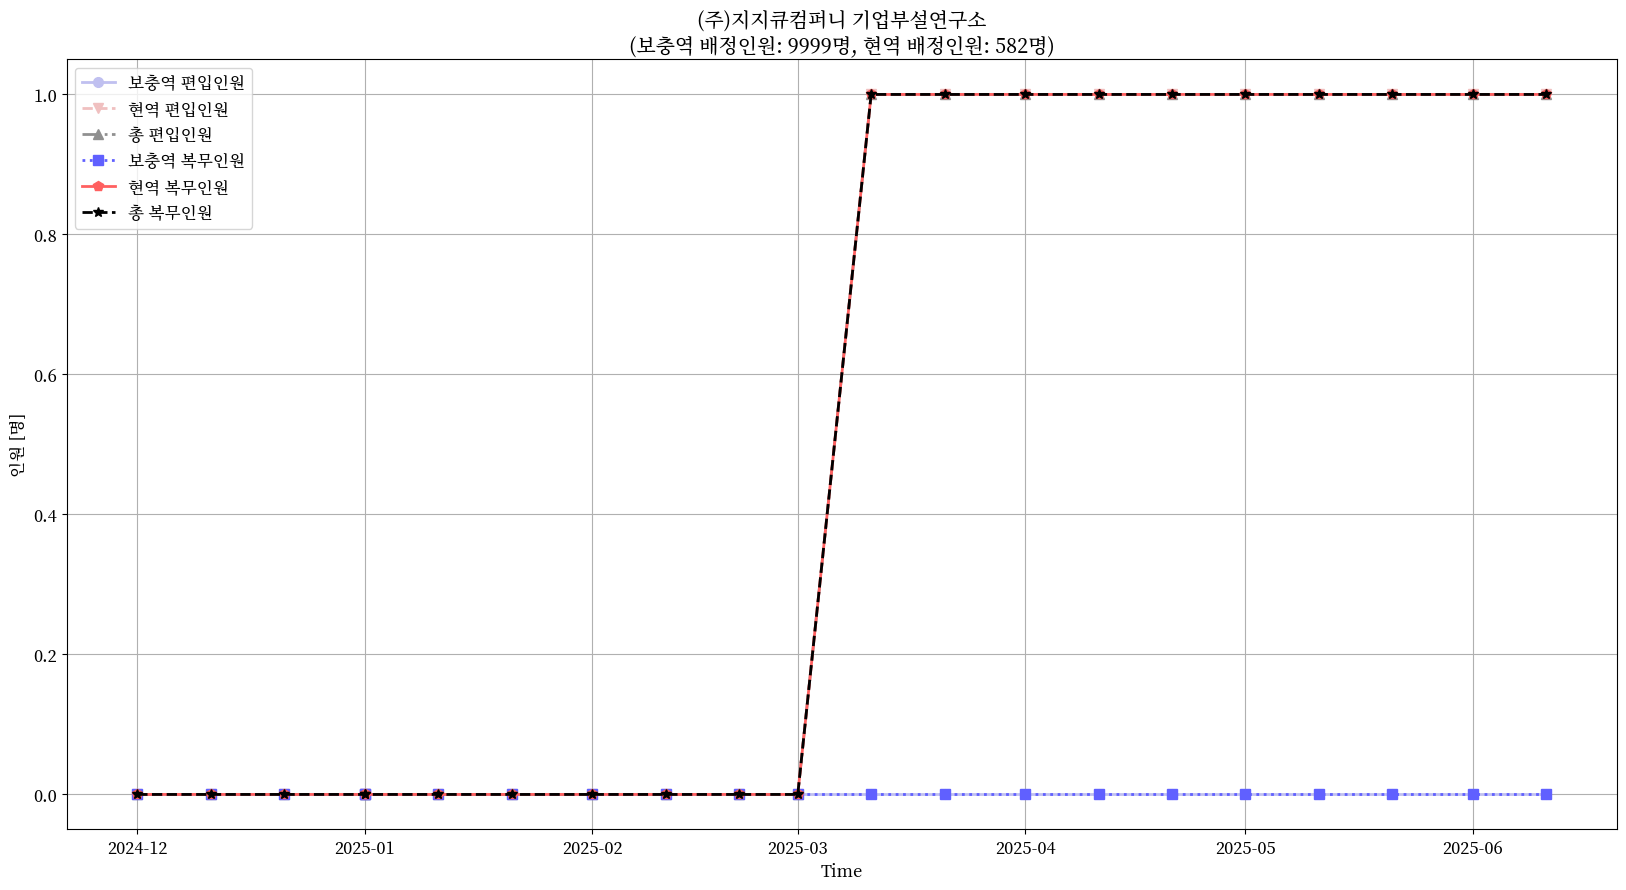 (주)지지큐컴퍼니 기업부설연구소
(보충역 배정인원: 9999명, 현역 배정인원: 582명)
보충역 편입인원
현역 편입인원
총 편입인원
보충역 복무인원
현역 복무인원
총 복무인원
1.0
0.8
0.6
0.4
0.2
0.0
인원 [명]
2024-12
2025-01
2025-02
2025-03
2025-04
2025-05
2025-06
Time